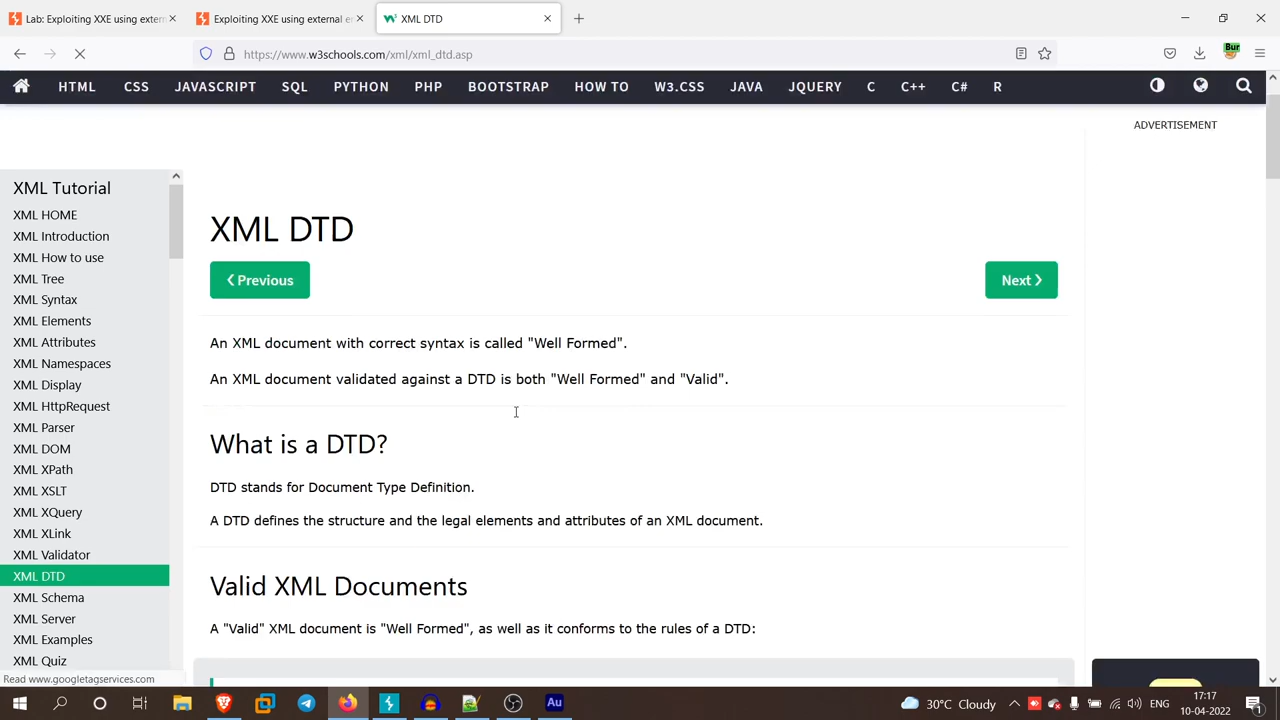 Lab: Exploiting XXE using extern
Exploiting XXE using external e
XML DTD
https://www.w3schools.com/xml/xml_dtd.asp
Bur
HTML CSS JAVASCRIPT SQL PYTHON PHP BOOTSTRAP HOW TO W3.CSS JAVA JQUERY C C++ C# R
ADVERTISEMENT
XML Tutorial
XML HOME
XML Introduction
XML How to use
XML Tree
XML Syntax
XML Elements
XML Attributes
XML Namespaces
XML Display
XML HttpRequest
XML Parser
XML DOM
XML XPath
XML XSLT
XML XQuery
XML XLink
XML Validator
XML DTD
XML Schema
XML Server
XML Examples
XML Quiz
XML DTD
❮ Previous
Next ❯
An XML document with correct syntax is called "Well Formed".
An XML document validated against a DTD is both "Well Formed" and "Valid".
What is a DTD?
DTD stands for Document Type Definition.
A DTD defines the structure and the legal elements and attributes of an XML document.
Valid XML Documents
A "Valid" XML document is "Well Formed", as well as it conforms to the rules of a DTD:
Read www.googletagservices.com
Au
30°C Cloudy
ENG
17:17
10-04-2022